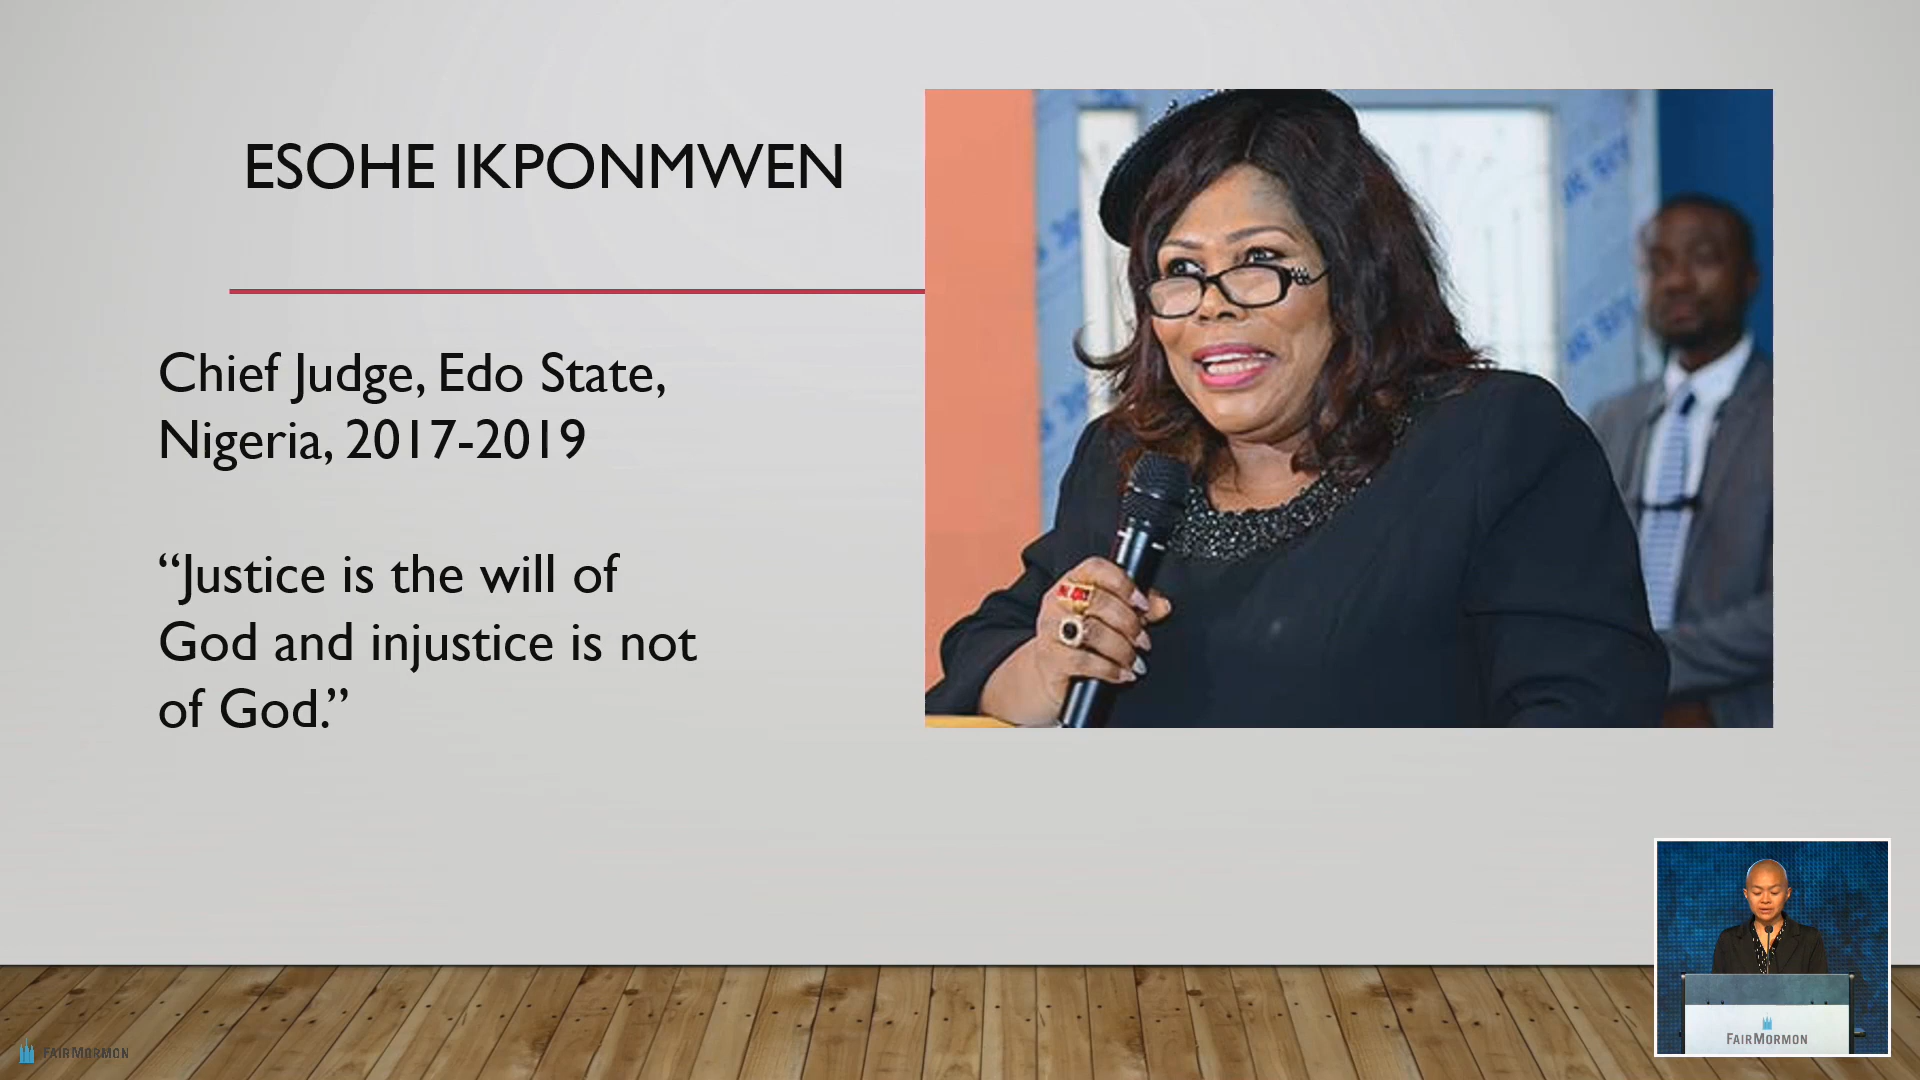 ESOHE IKPONMWEN
Chief Judge, Edo State,
Nigeria, 2017-2019
“Justice is the will of
God and injustice is not
of God.”
FAIRMORMON
FAIRMORMON